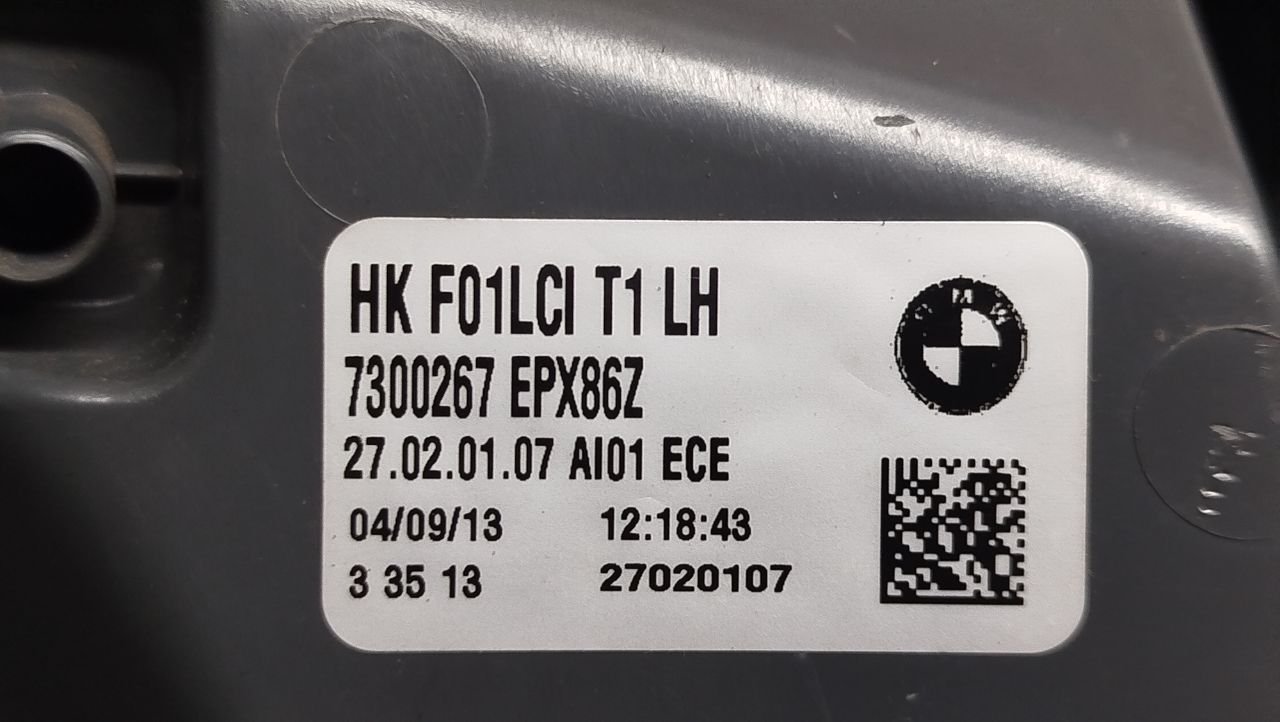 HK F01LCI T1 LH
7300267 EPX86Z
27.02.01.07 AI01 ECE
04/09/13 12:18:43
3 35 13 27020107
BMW